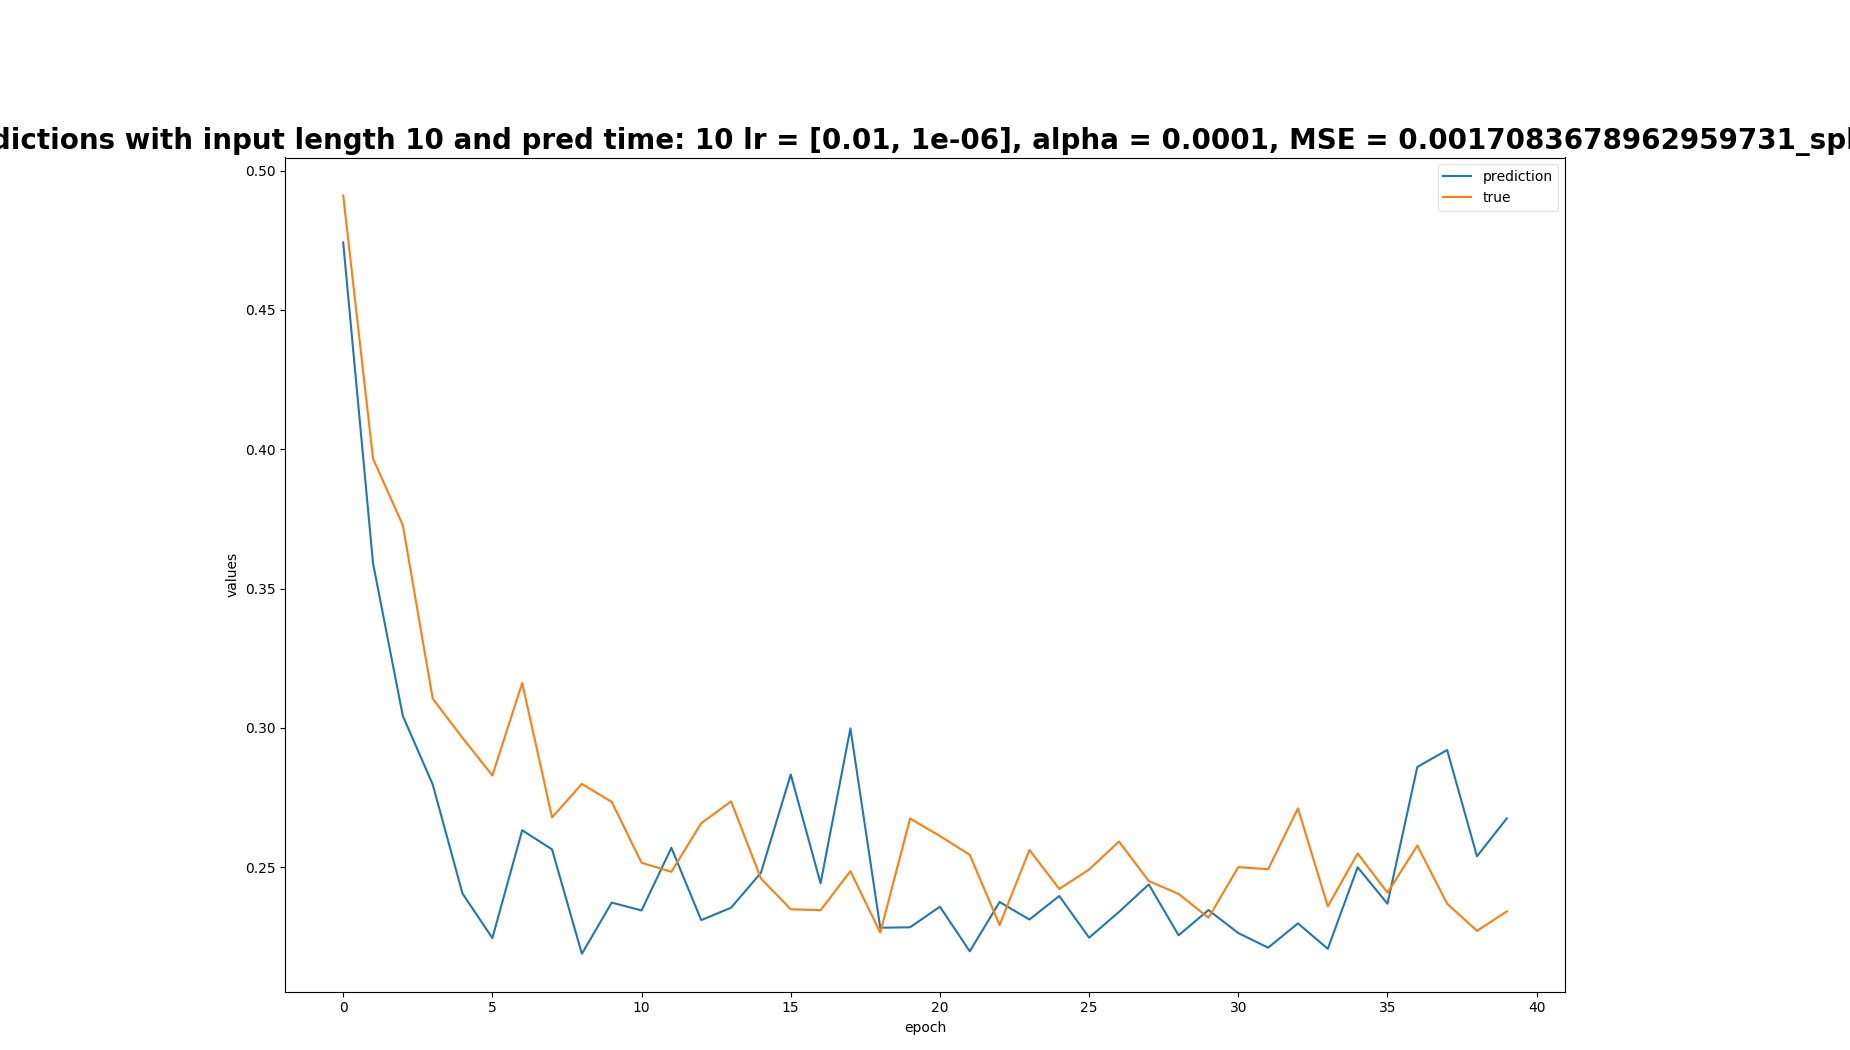 dictions with input length 10 and pred time: 10 lr = [0.01, 1e-06], alpha = 0.0001, MSE = 0.0017083678962959731_spl
prediction
true
0.50
0.45
0.40
0.35
0.30
0.25
values
0 5 10 15 20 25 30 35 40
epoch